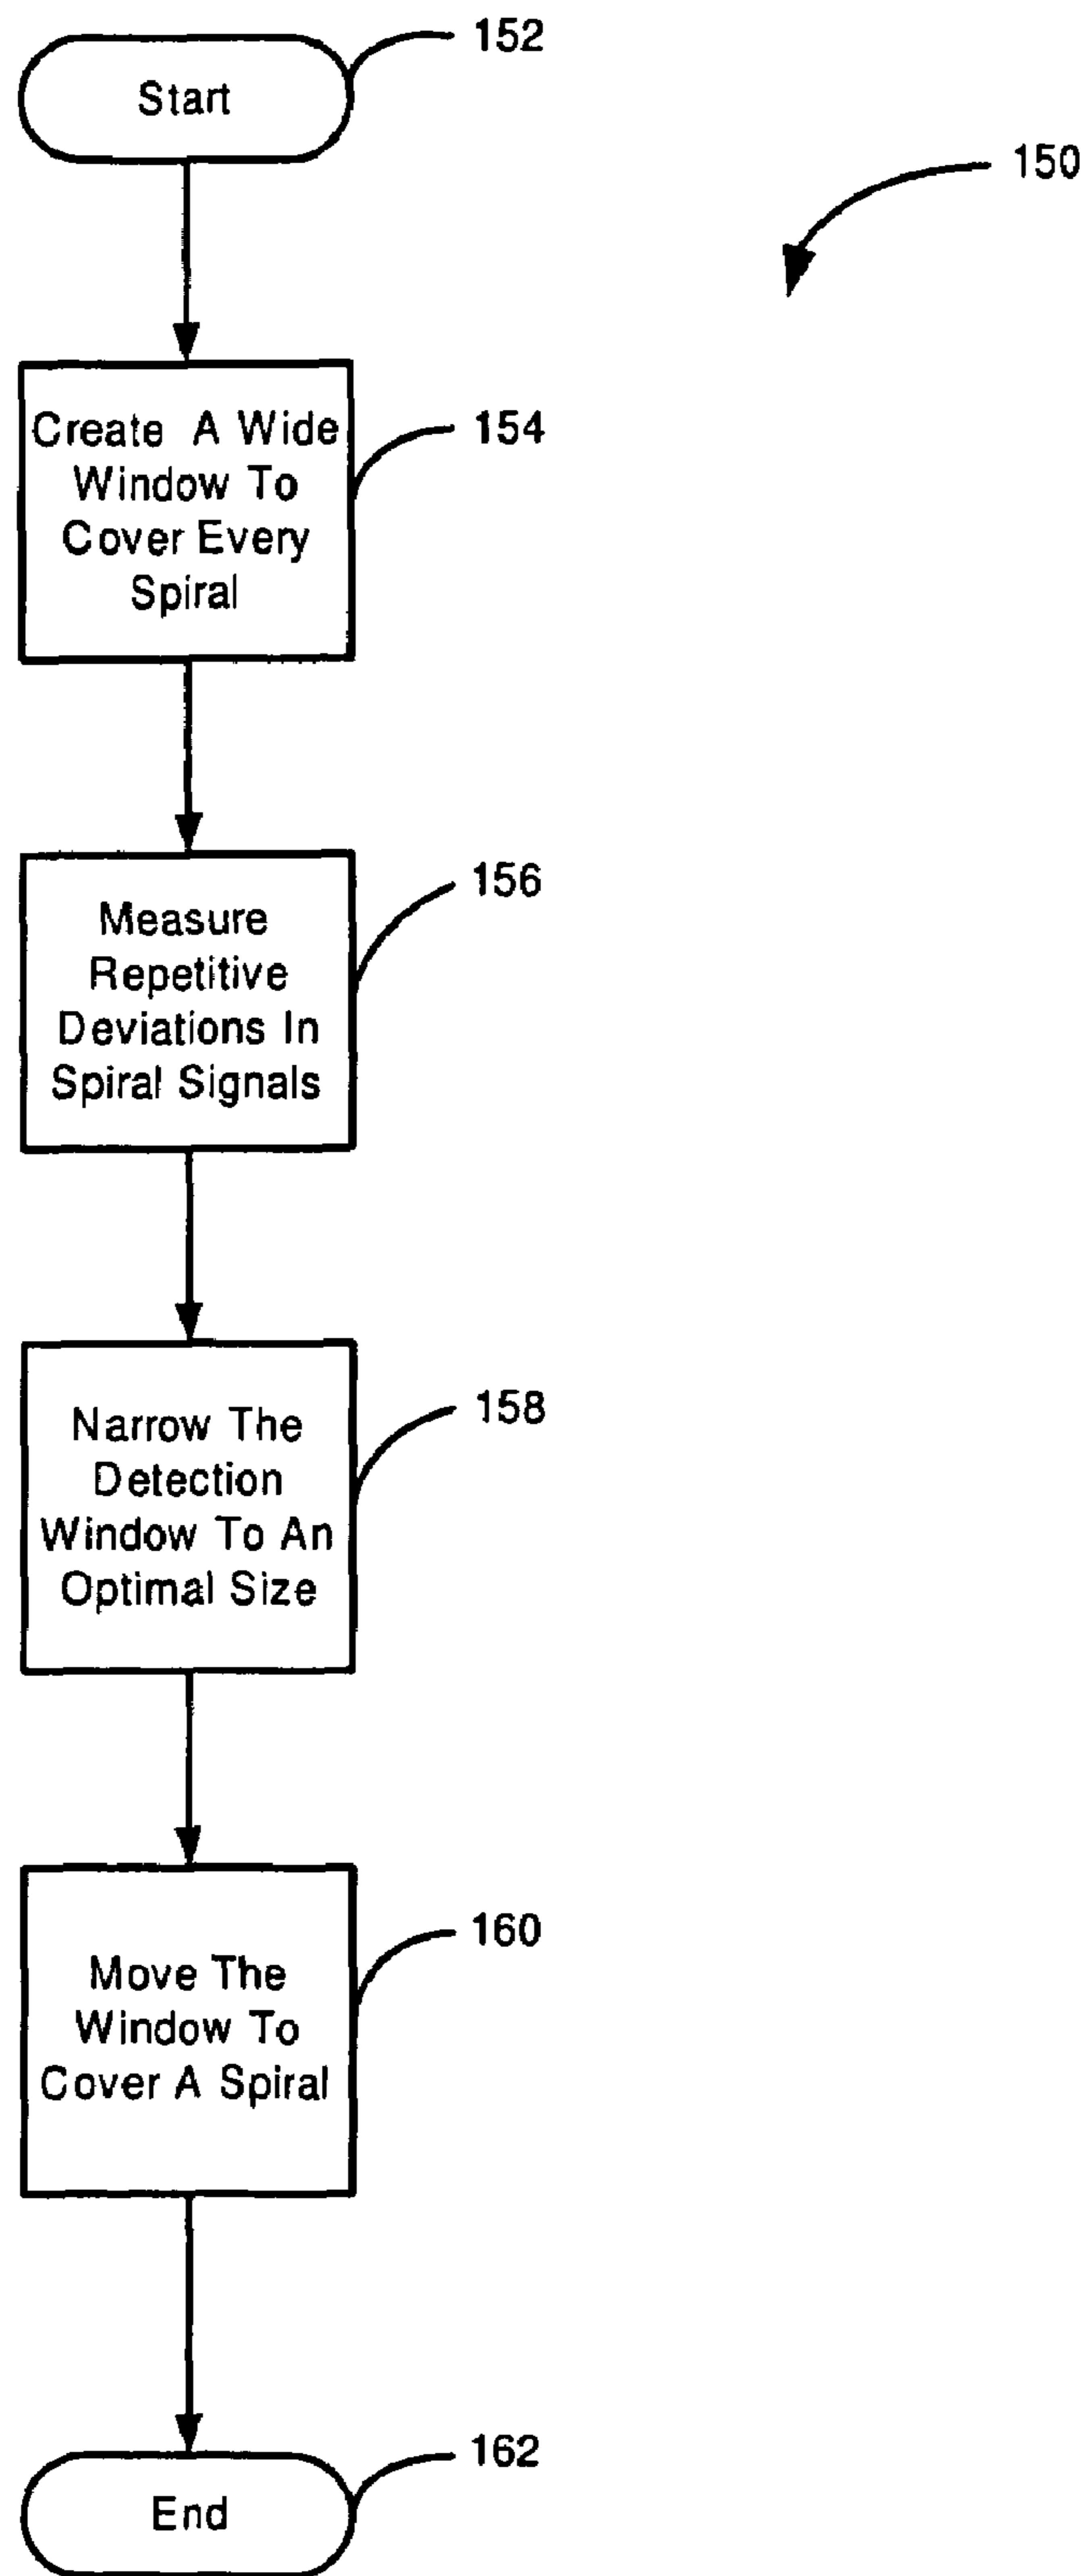 152
Start
150
Create A Wide
Window To
Cover Every
Spiral
154
Measure
Repetitive
Deviations In
Spiral Signals
156
Narrow The
Detection
Window To An
Optimal Size
158
Move The
Window To
Cover A Spiral
160
162
End